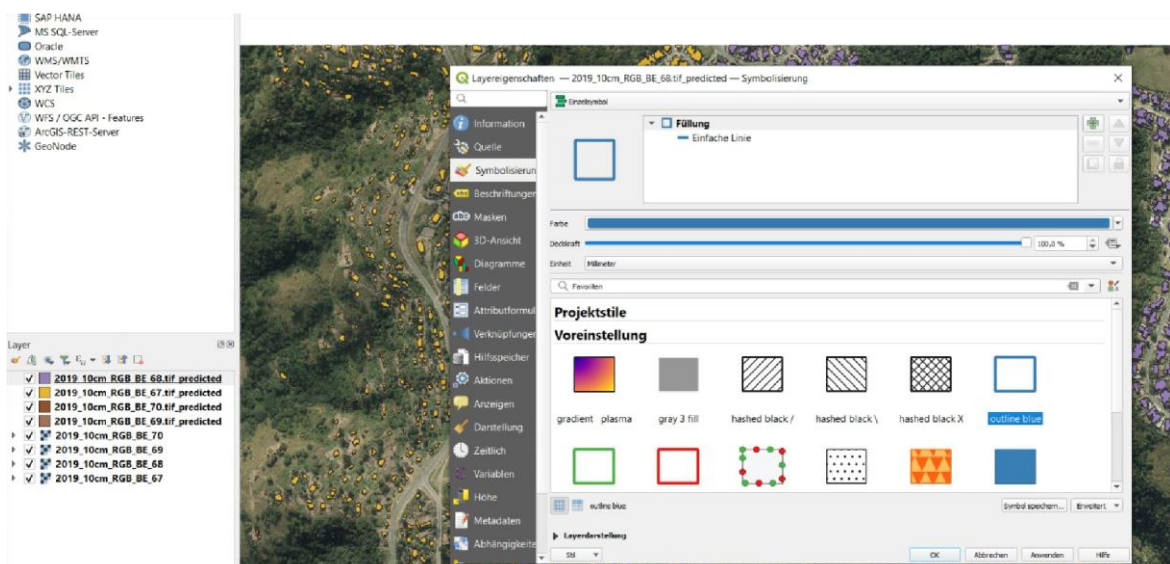 SAP HANA
MS SQL-Server
Oracle
WMS/WMTS
Vector Tiles
XYZ Tiles
WCS
WFS / OGC API - Features
ArcGIS-REST-Server
GeoNode
Layer
2019_10cm_RGB_BE_68.tif_predicted
2019_10cm_RGB_BE_67.tif_predicted
2019_10cm_RGB_BE_70.tif_predicted
2019_10cm_RGB_BE_69.tif_predicted
2019_10cm_RGB_BE_70
2019_10cm_RGB_BE_69
2019_10cm_RGB_BE_68
2019_10cm_RGB_BE_67
Layereigenschaften — 2019_10cm_RGB_BE_68.tif_predicted — Symbolisierung
Information
Quelle
Symbolisierun
Beschriftunger
abc Masken
3D-Ansicht
Diagramme
Felder
Attributformul
Verknüpfunger
Hilfsspeicher
Aktionen
Anzeigen
Darstellung
Zeitlich
Variablen
Höhe
Metadaten
Abhängigkeite
Einzelsymbol
Füllung
Einfache Linie
Farbe
Deckkraft 100,0 %
Einheit Millimeter
Favoriten
Projektstile
Voreinstellung
gradient plasma
gray 3 fill
hashed black /
hashed black \
hashed black X
outline blue
outline blue
Symbol speichern... Erweitert
Layerdarstellung
Stil OK Abbrechen Anwenden Hilfe